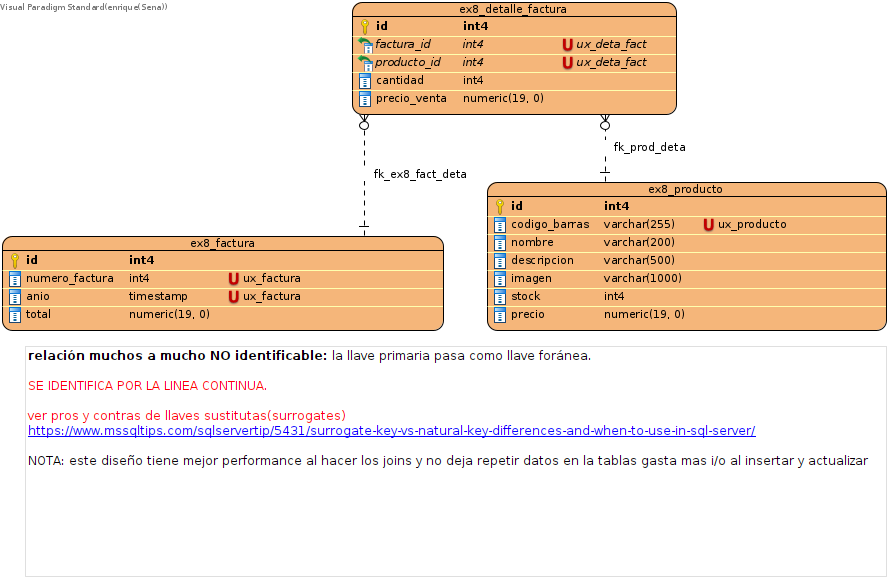 Visual Paradigm Standard(enrique(Sena))
ex8_detalle_factura
id int4
factura_id int4 U ux_deta_fact
producto_id int4 U ux_deta_fact
cantidad int4
precio_venta numeric(19, 0)
fk_prod_deta
fk_ex8_fact_deta
ex8_producto
id int4
codigo_barras varchar(255) U ux_producto
nombre varchar(200)
descripcion varchar(500)
imagen varchar(1000)
stock int4
precio numeric(19, 0)
ex8_factura
id int4
numero_factura int4 U ux_factura
anio timestamp U ux_factura
total numeric(19, 0)
relación muchos a mucho NO identificable: la llave primaria pasa como llave foránea.
SE IDENTIFICA POR LA LINEA CONTINUA.
ver pros y contras de llaves sustitutas(surrogates)
https://www.mssqltips.com/sqlservertip/5431/surrogate-key-vs-natural-key-differences-and-when-to-use-in-sql-server/
NOTA: este diseño tiene mejor performance al hacer los joins y no deja repetir datos en la tablas gasta mas i/o al insertar y actualizar